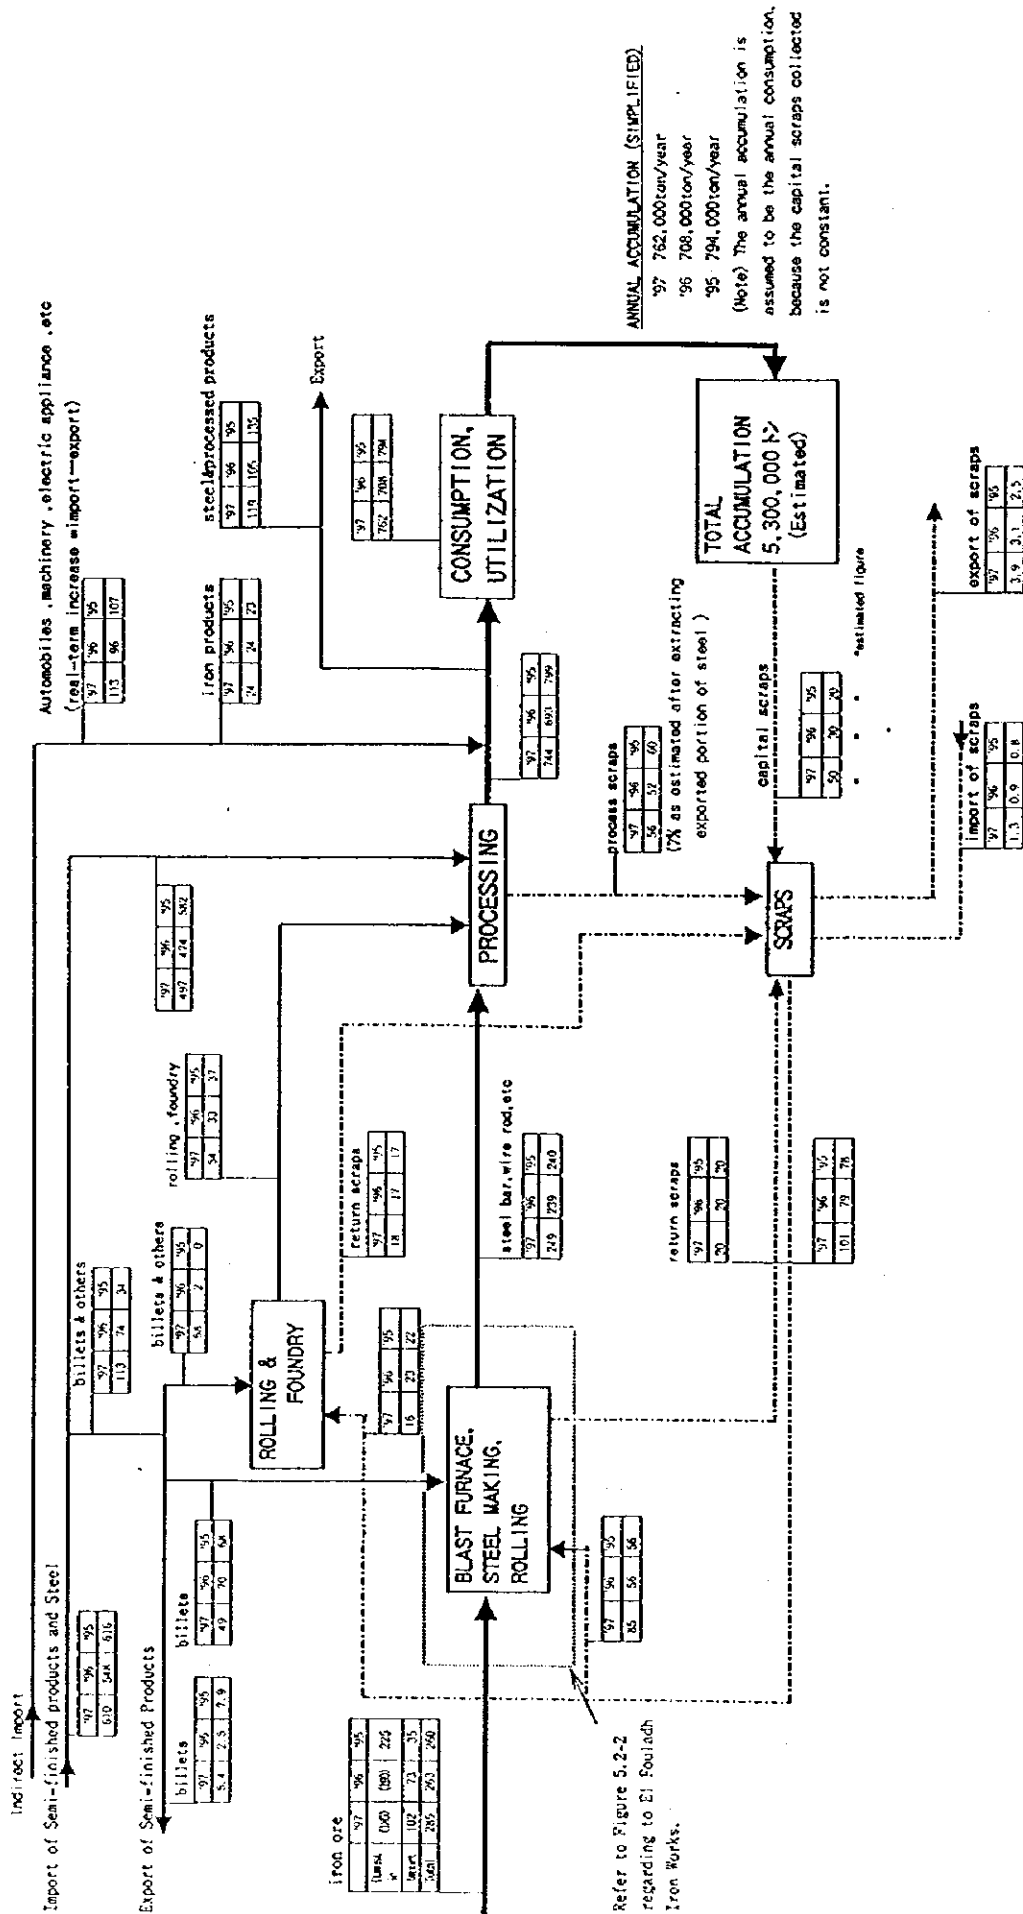 Indirect Import
Import of Semi-finished products and Steel
'97 '96 '95
610 548 616
Export of Semi-finished Products
billets
'97 '96 '95
5.4 2.5 7.9
billets
'97 '96 '95
49 70 68
billets & others
'97 '96 '95
113 74 34
billets & others
'97 '96 '95
2 0
rolling ,foundry
'97 '96 '95
54 33 37
'97 '96 '95
497 474 582
Automobiles ,machinery ,electric appliance ,etc
(real-term increase =import-export)
'97 '96 '95
113 96 107
iron products
'97 '96 '95
24 24 23
steel&processed products
'97 '96 '95
119 105 135
Export
ROLLING &
FOUNDRY
return scraps
'97 '96 '95
18 17 17
'97 '96 '95
16 23 22
iron ore
'97 '96 '95
225
102 73 35
Total 285 263 260
BLAST FURNACE,
STEEL MAKING,
ROLLING
steel bar,wire rod,etc
'97 '96 '95
249 239 240
PROCESSING
'97 '96 '95
744 693 799
CONSUMPTION,
UTILIZATION
'97 '96 '95
762 708 794
'97 '96 '95
85 56 56
Refer to Figure 5.2-2
regarding to El Fouladh
Iron Works.
return scraps
'97 '96 '95
20 20 20
'97 '96 '95
101 79 78
process scraps
'97 '96 '95
56 52 60
(7% as estimated after extracting
exported portion of steel )
SCRAPS
capital scraps
'97 '96 '95
50 20 20
*estimated figure
TOTAL
ACCUMULATION
5,300,000 トン
(Estimated)
import of scraps
'97 '96 '95
1.3 0.9 0.8
export of scraps
'97 '96 '95
3.9 3.1 2.5
ANNUAL ACCUMULATION (SIMPLIFIED)
'97 762,000ton/year
'96 708,000ton/year
'95 794,000ton/year
(Note) The annual accumulation is
assumed to be the annual consumption,
because the capital scraps collected
is not constant.